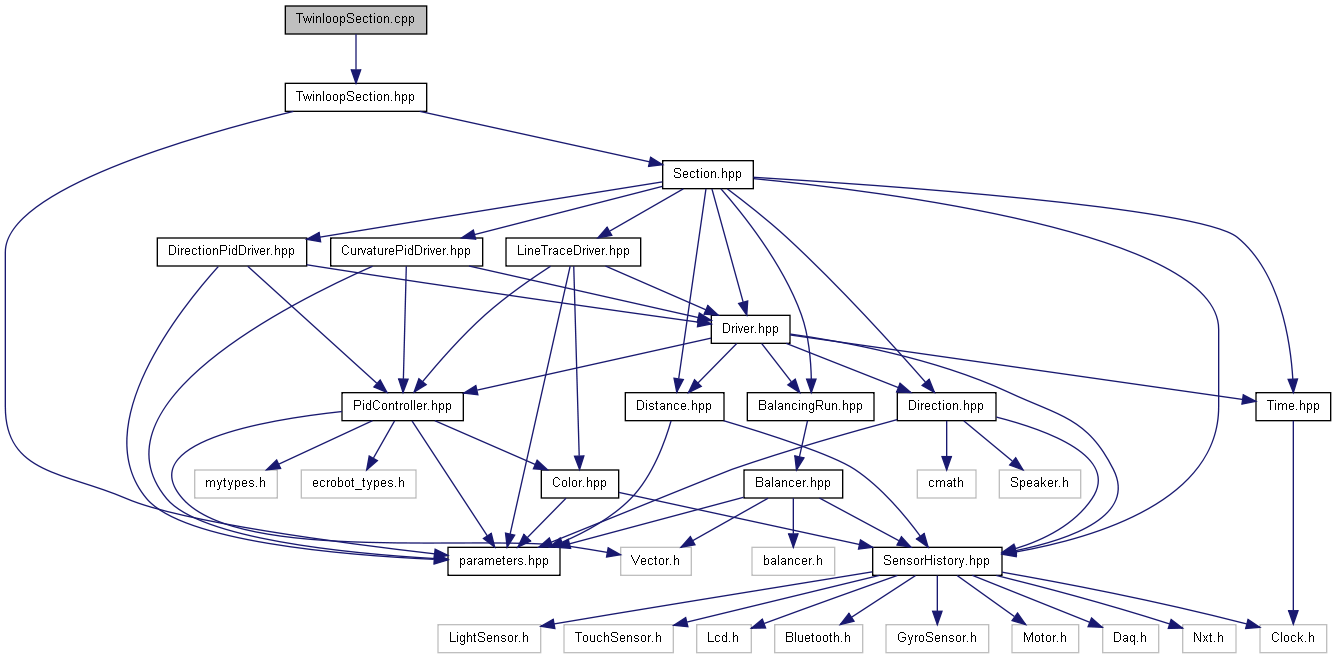 TwinloopSection.cpp
TwinloopSection.hpp
Section.hpp
DirectionPidDriver.hpp
CurvaturePidDriver.hpp
LineTraceDriver.hpp
Driver.hpp
PidController.hpp
Distance.hpp
BalancingRun.hpp
Direction.hpp
Time.hpp
mytypes.h
ecrobot_types.h
Color.hpp
Balancer.hpp
cmath
Speaker.h
parameters.hpp
Vector.h
balancer.h
SensorHistory.hpp
LightSensor.h
TouchSensor.h
Lcd.h
Bluetooth.h
GyroSensor.h
Motor.h
Daq.h
Nxt.h
Clock.h